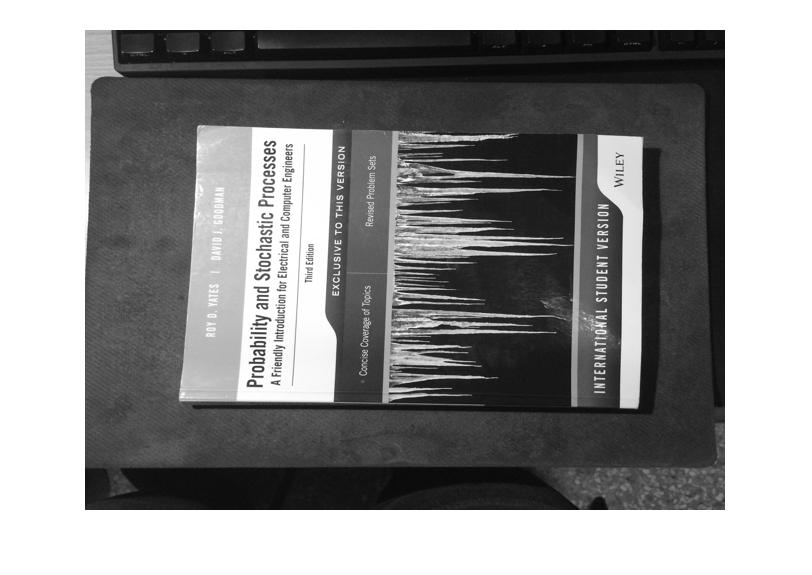 ROY D. YATES | DAVID J. GOODMAN
Probability and Stochastic Processes
A Friendly Introduction for Electrical and Computer Engineers
Third Edition
EXCLUSIVE TO THIS VERSION
Concise Coverage of Topics
Revised Problem Sets
INTERNATIONAL STUDENT VERSION
WILEY